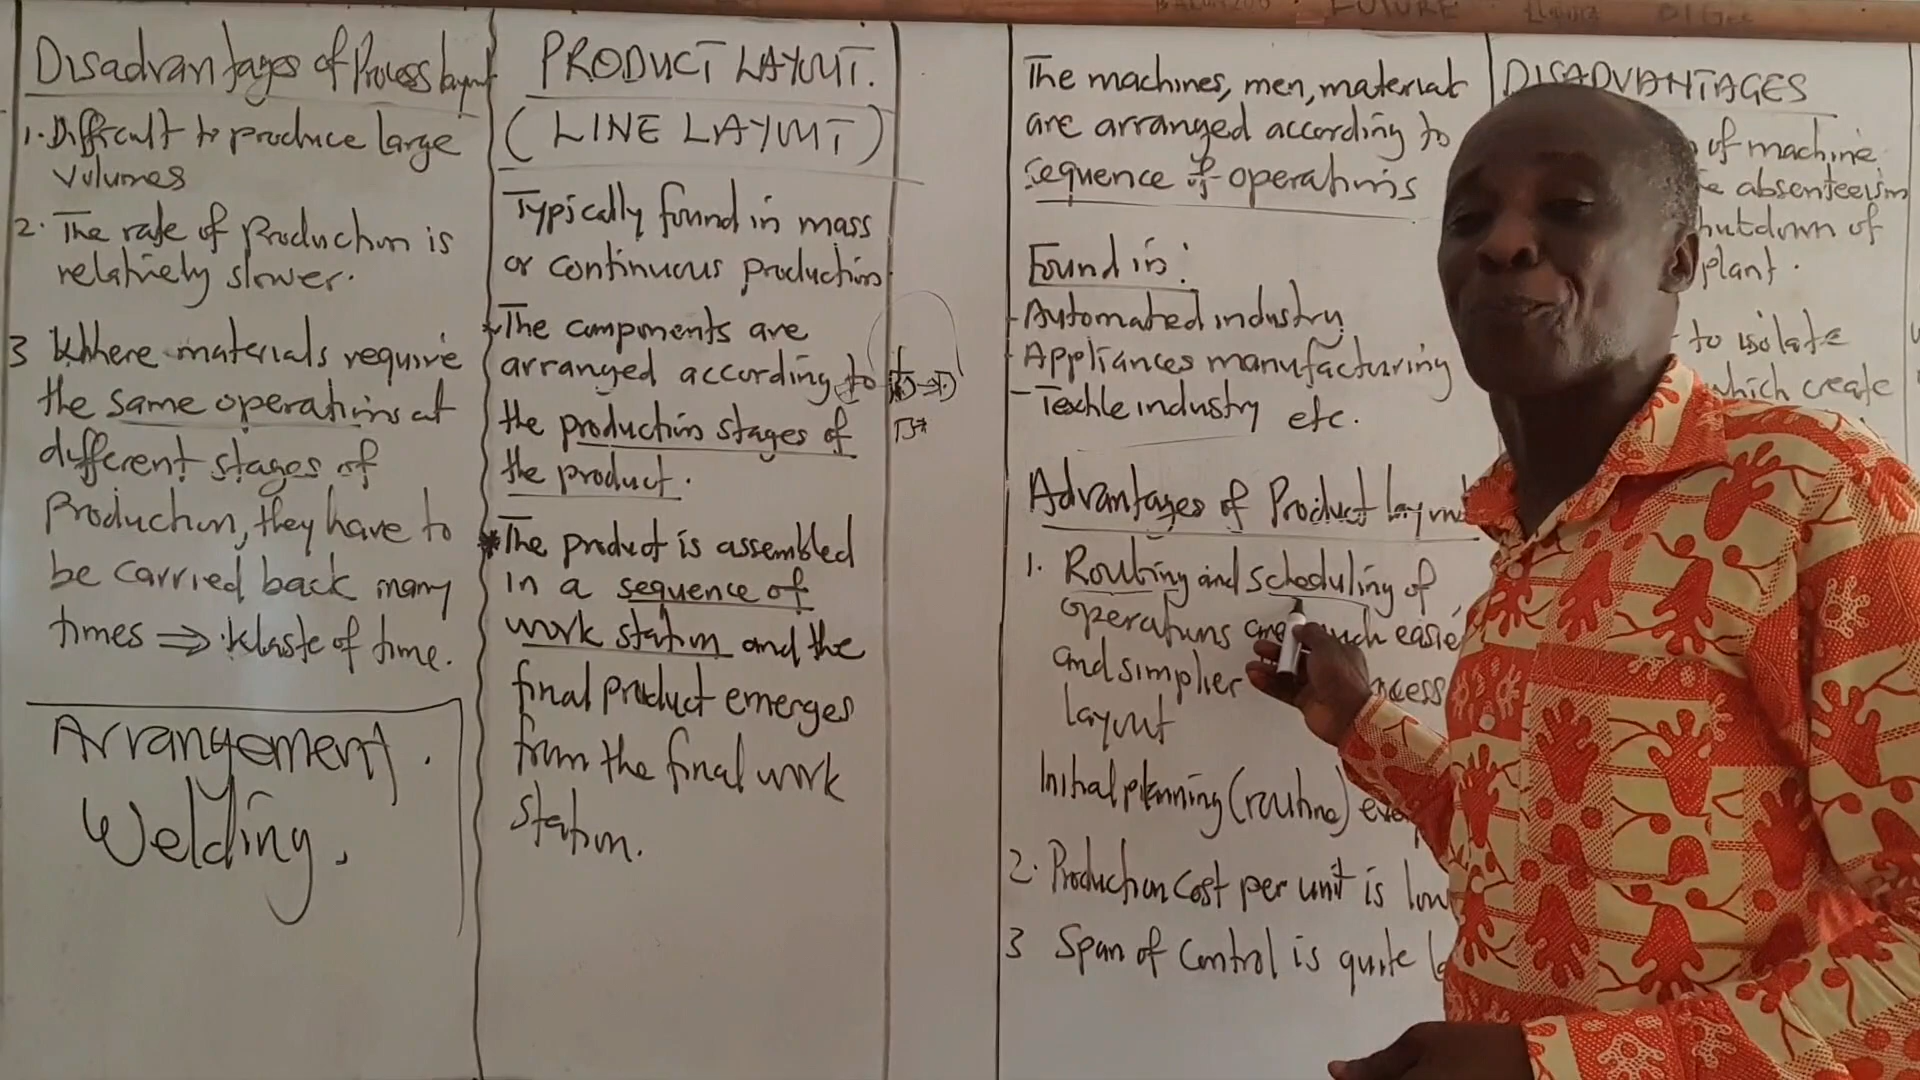 Disadvantages of Process layout
1. Difficult to produce large
volumes
2. The rate of Production is
relatively slower.
3 Where materials require
the same operations at
different stages of
Production, they have to
be carried back many
times ⇒ Waste of time.
Arrangement.
Welding.
PRODUCT LAYOUT.
(LINE LAYOUT)
Typically found in mass
or continuous production
The components are
arranged according to
the production stages of
the product.
* The product is assembled
in a sequence of
work station and the
final product emerges
from the final work
station.
The machines, men, material
are arranged according to
sequence of operations
Found in:
- Automated industry
- Appliances manufacturing
- Textile industry etc.
Advantages of Product layout
1. Routing and scheduling of
operations are much easier
and simplier
layout
Initial planning (routine)
2. Production cost per unit is low
3 Span of control is quite
DISADVANTAGES
of machine
absenteeism
shutdown of
plant.
to isolate
which create